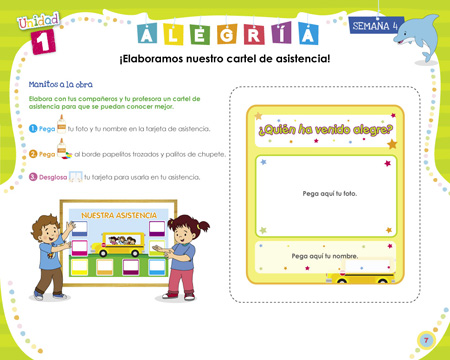 Unidad
1
ALEGRÍA
SEMANA 4
¡Elaboramos nuestro cartel de asistencia!
Manitos a la obra
Elabora con tus compañeros y tu profesora un cartel de
asistencia para que se puedan conocer mejor.
1. Pega tu foto y tu nombre en la tarjeta de asistencia.
2. Pega al borde papelitos trozados y palitos de chupete.
3. Desglosa tu tarjeta para usarla en tu asistencia.
NUESTRA ASISTENCIA
¿Quién ha venido alegre?
Pega aquí tu foto.
Pega aquí tu nombre.
7